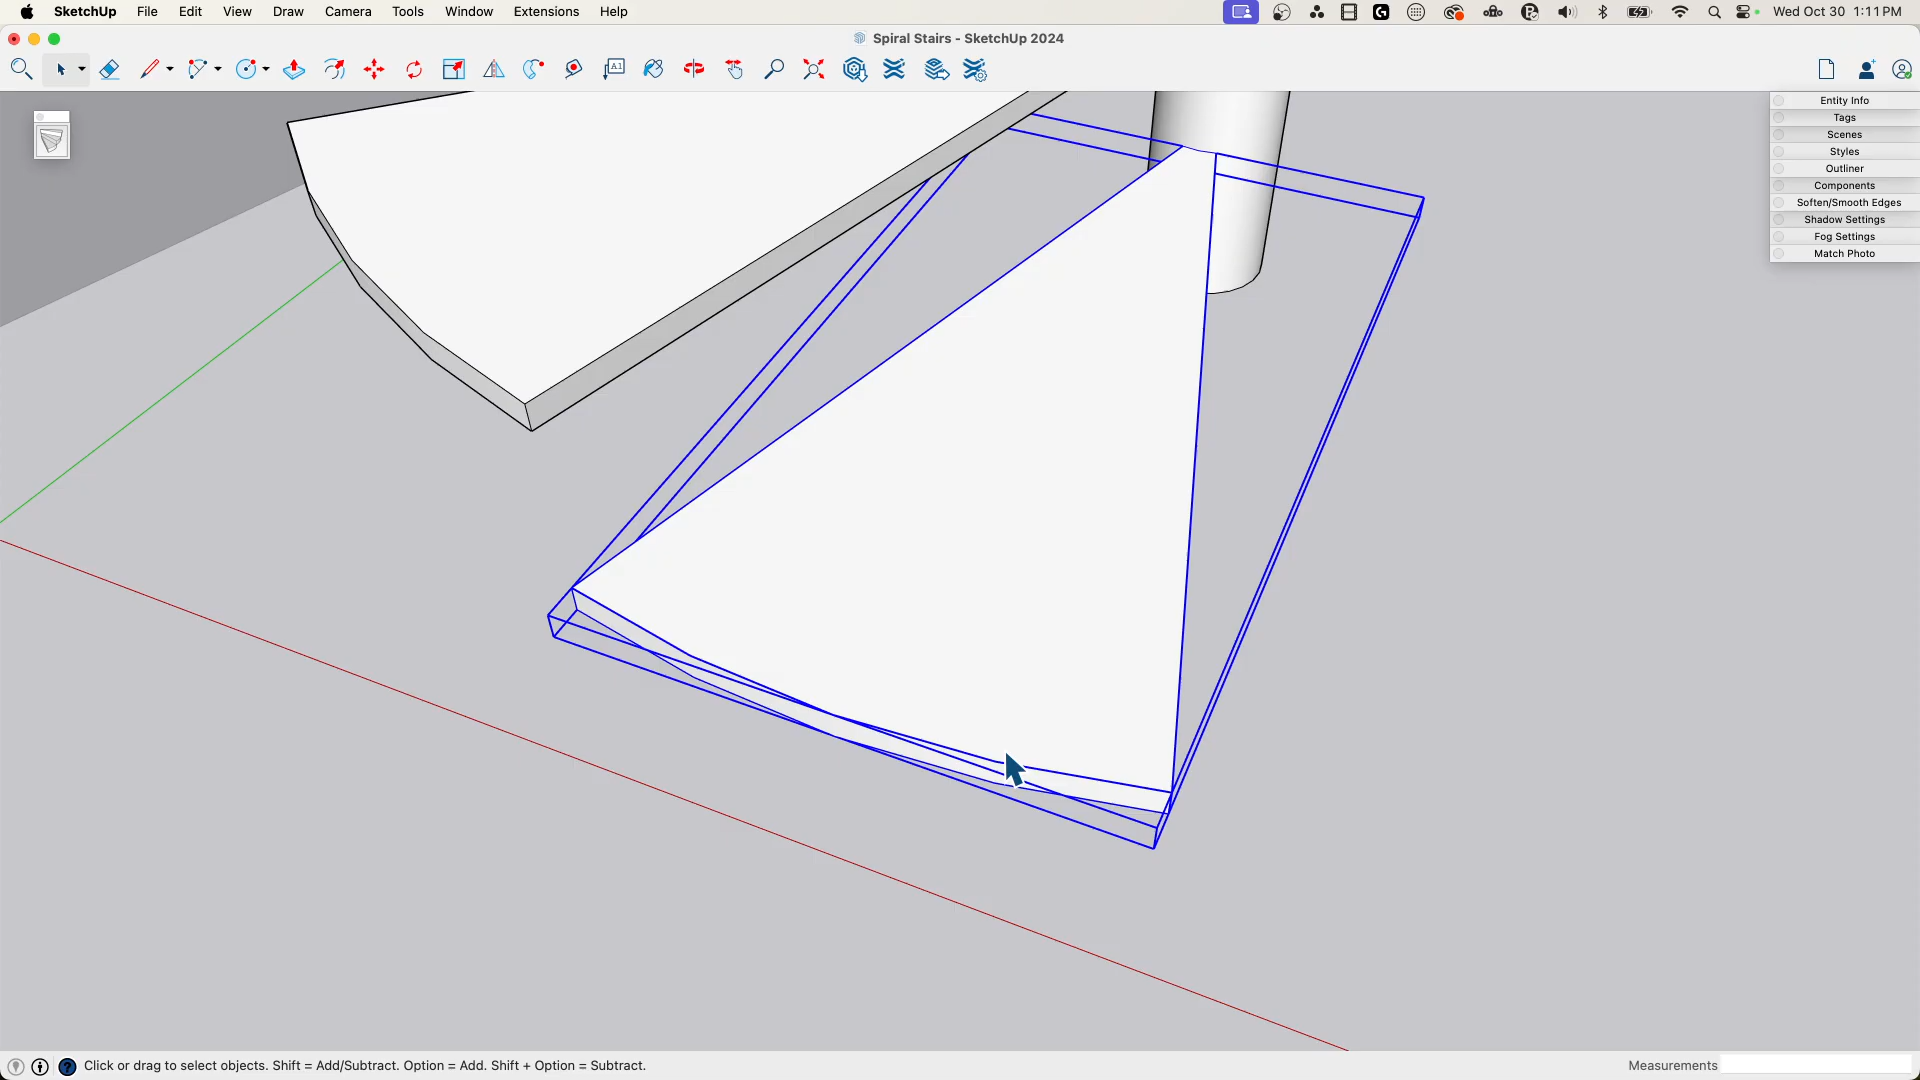 SketchUp File Edit View Draw Camera Tools Window Extensions Help Wed Oct 30 1:11 PM
Spiral Stairs - SketchUp 2024
A1
Entity Info
Tags
Scenes
Styles
Outliner
Components
Soften/Smooth Edges
Shadow Settings
Fog Settings
Match Photo
? Click or drag to select objects. Shift = Add/Subtract. Option = Add. Shift + Option = Subtract. Measurements